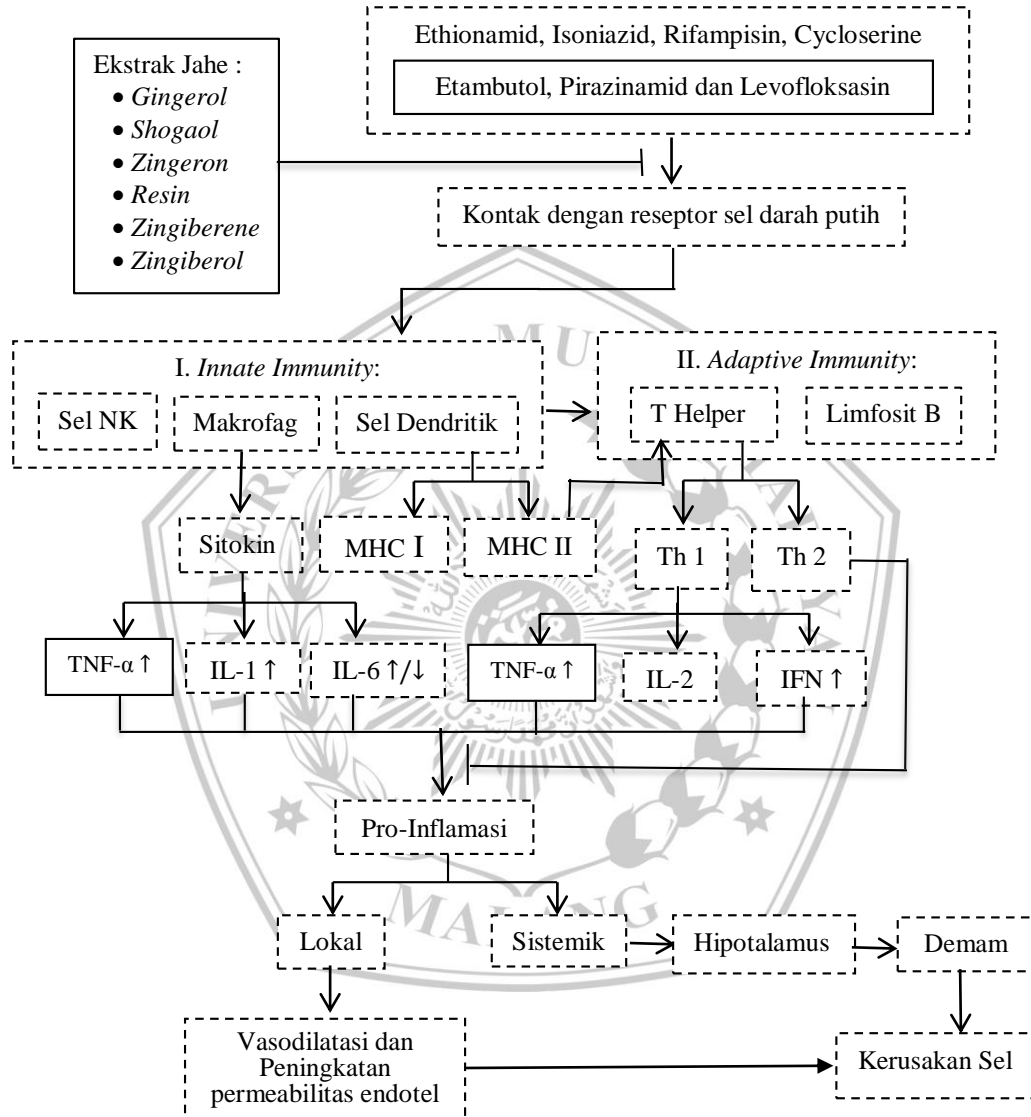 Ethionamid, Isoniazid, Rifampisin, Cycloserine
Etambutol, Pirazinamid dan Levofloksasin
Ekstrak Jahe :
• Gingerol
• Shogaol
• Zingeron
• Resin
• Zingiberene
• Zingiberol
Kontak dengan reseptor sel darah putih
I. Innate Immunity:
Sel NK
Makrofag
Sel Dendritik
II. Adaptive Immunity:
T Helper
Limfosit B
Sitokin
MHC I
MHC II
Th 1
Th 2
TNF-α ↑
IL-1 ↑
IL-6 ↑/↓
TNF-α ↑
IL-2
IFN ↑
Pro-Inflamasi
Lokal
Sistemik
Hipotalamus
Demam
Vasodilatasi dan
Peningkatan
permeabilitas endotel
Kerusakan Sel
MALANG